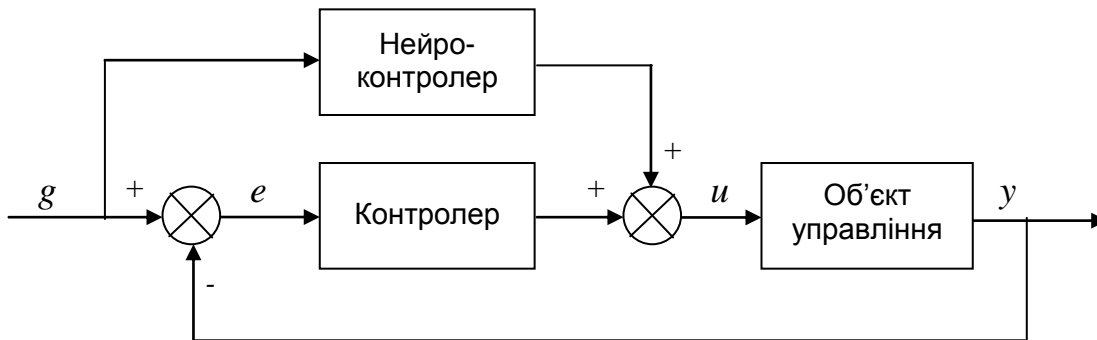 Нейро-
контролер
+
g
+
e
Контролер
+
u
Об’єкт
управління
y
-